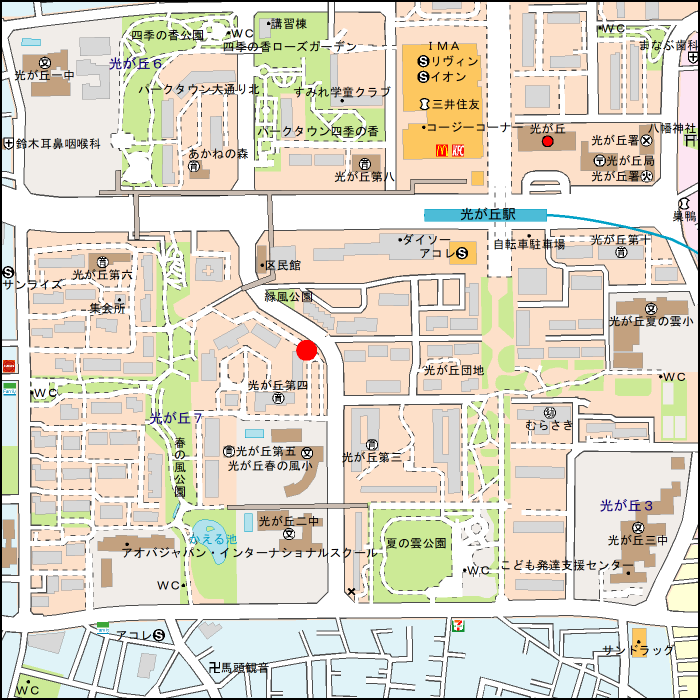 講習棟
四季の香公園
WC
四季の香ローズガーデン
WC
ＩＭＡ
まなぶ歯科
リヴィン
光が丘６
光が丘一中
イオン
パークタウン大通り北
すみれ学童クラブ
三井住友
コージーコーナー
光が丘
八幡神社
パークタウン四季の香
光が丘署
鈴木耳鼻咽喉科
あかねの森
光が丘局
光が丘第八
光が丘署
光が丘駅
巣鴨
ダイソー
自転車駐車場
光が丘第十
アコレ
区民館
光が丘第六
サンライズ
緑風公園
集会所
光が丘夏の雲小
光が丘団地
WC
光が丘第四
WC
光が丘７
むらさき
春の風公園
光が丘第五
光が丘春の風小
光が丘第三
光が丘３
光が丘二中
かえる池
夏の雲公園
光が丘三中
アオバジャパン・インターナショナルスクール
こども発達支援センター
WC
WC
アコレ
サンドラッグ
馬頭観音
WC